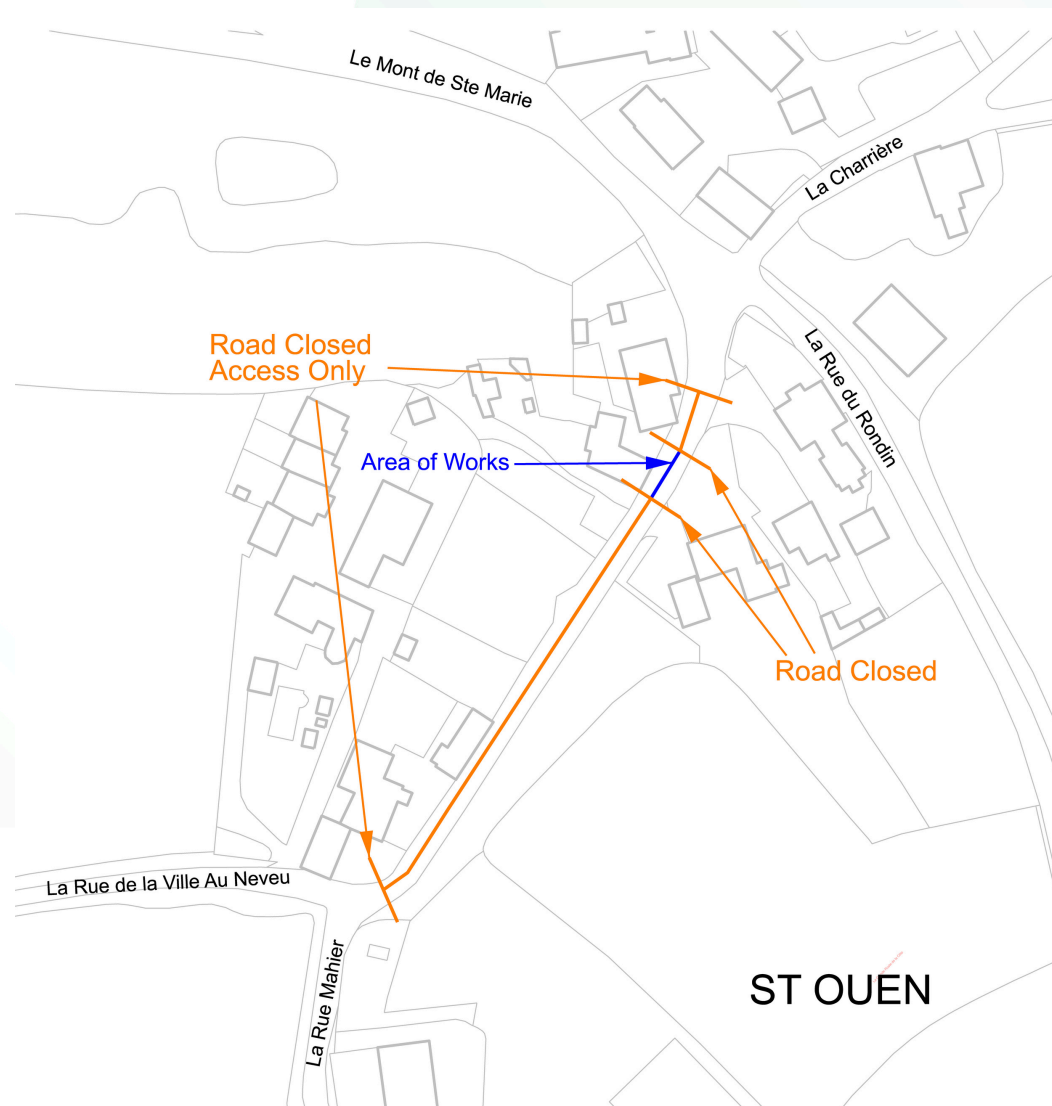 Le Mont de Ste Marie
La Charrière
Road Closed
Access Only
La Rue du Rondin
Area of Works
Road Closed
La Rue de la Ville Au Neveu
La Rue Mahier
ST OUEN